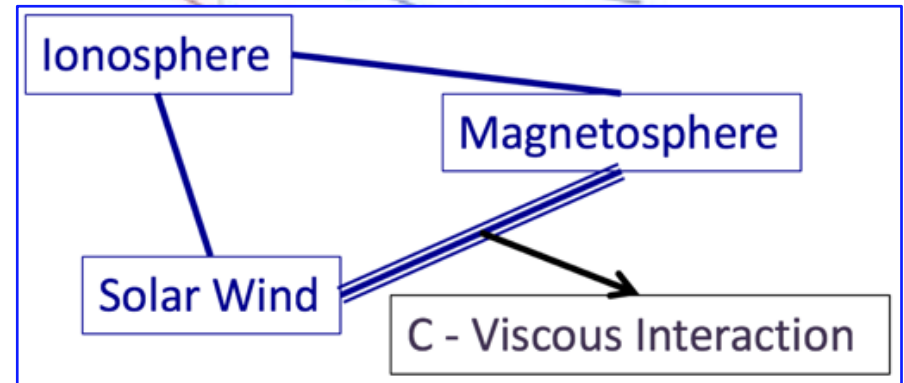 Ionosphere
Magnetosphere
Solar Wind
C - Viscous Interaction